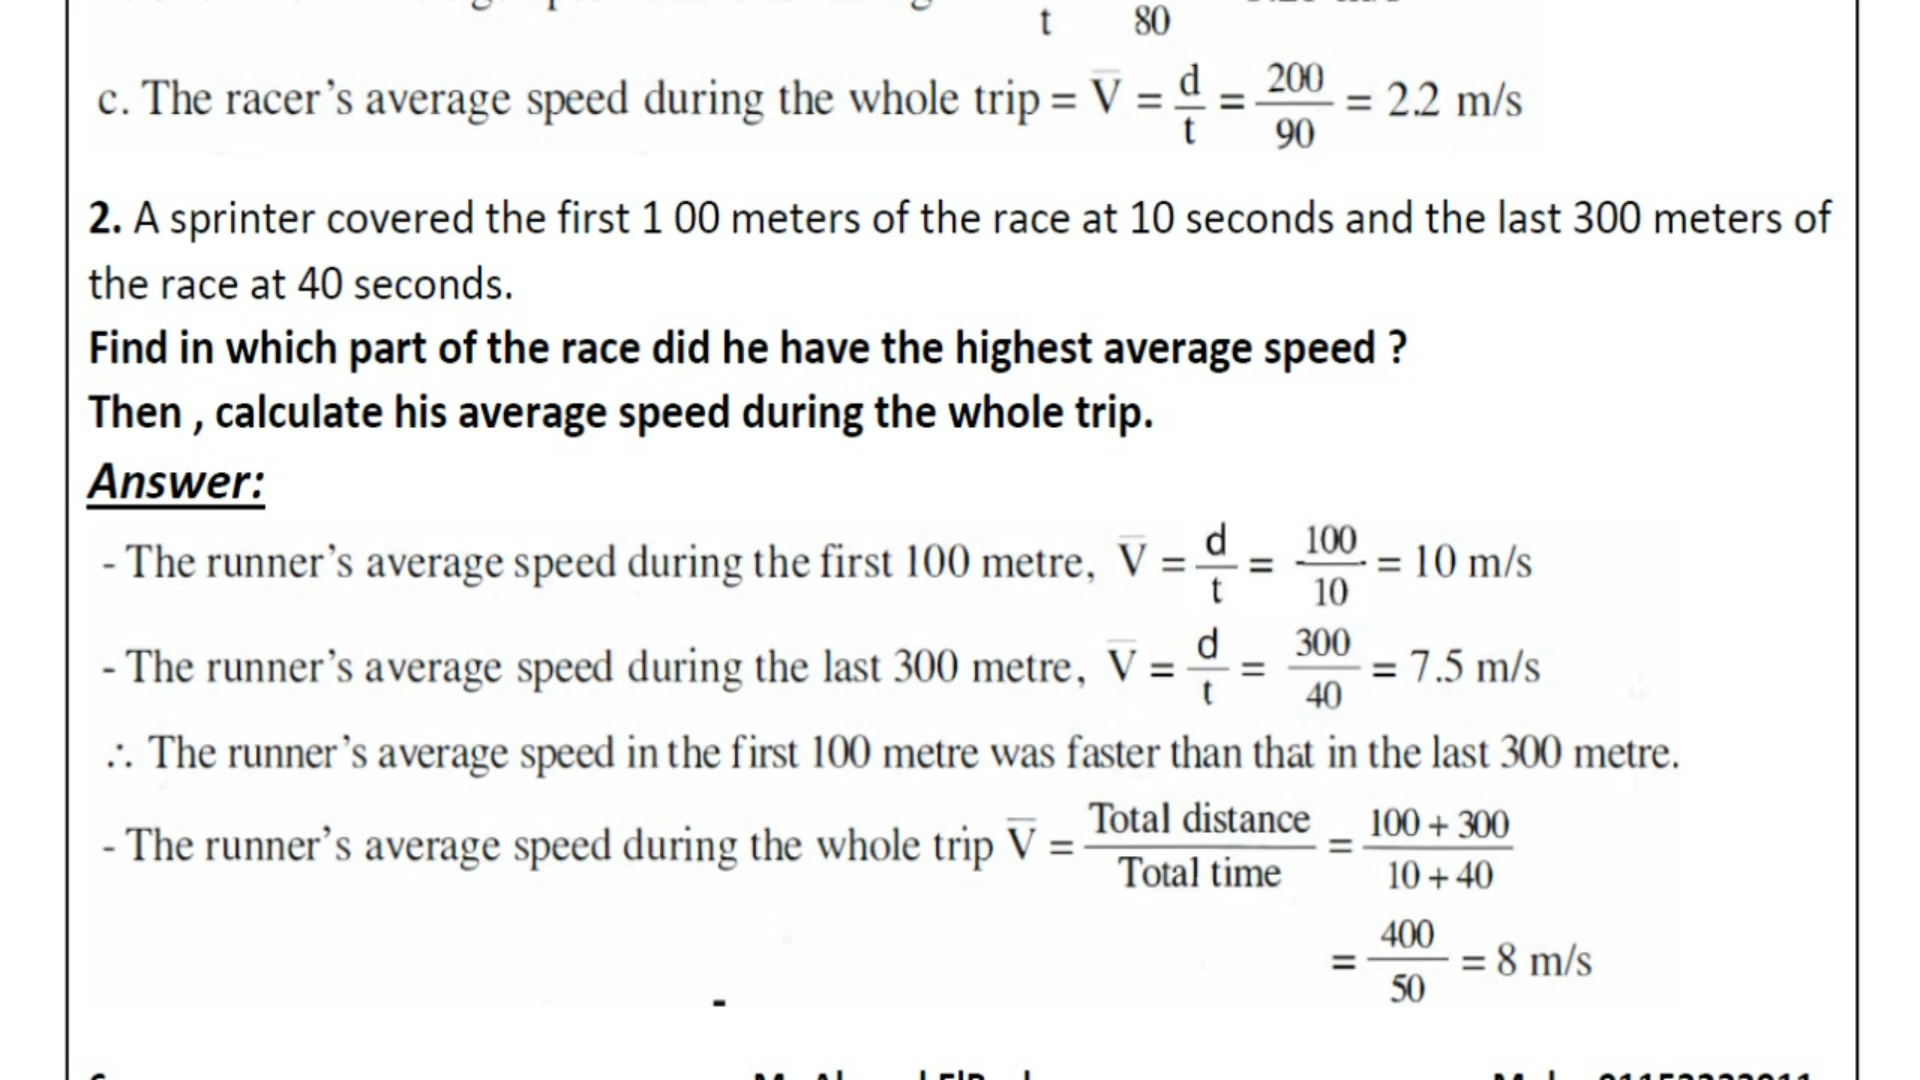 t 80
c. The racer's average speed during the whole trip = V̅ = d/t = 200/90 = 2.2 m/s
2. A sprinter covered the first 1 00 meters of the race at 10 seconds and the last 300 meters of
the race at 40 seconds.
Find in which part of the race did he have the highest average speed ?
Then , calculate his average speed during the whole trip.
Answer:
- The runner's average speed during the first 100 metre, V̅ = d/t = 100/10 = 10 m/s
- The runner's average speed during the last 300 metre, V̅ = d/t = 300/40 = 7.5 m/s
∴ The runner's average speed in the first 100 metre was faster than that in the last 300 metre.
- The runner's average speed during the whole trip V̅ = Total distance/Total time = 100 + 300/10 + 40
= 400/50 = 8 m/s
-